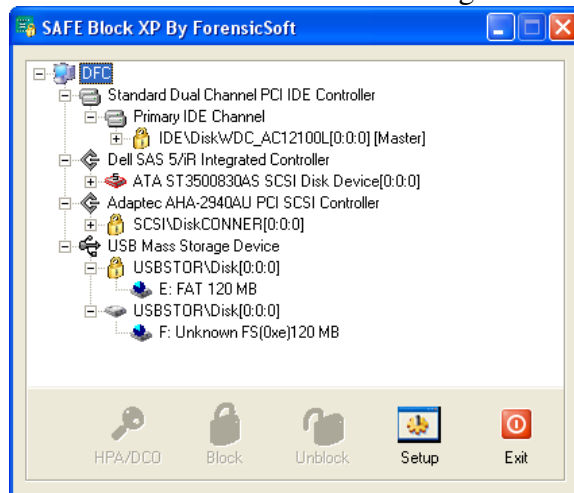 SAFE Block XP By ForensicSoft
DFC
Standard Dual Channel PCI IDE Controller
Primary IDE Channel
IDE\DiskWDC_AC12100L[0:0:0] [Master]
Dell SAS 5/iR Integrated Controller
ATA ST3500830AS SCSI Disk Device[0:0:0]
Adaptec AHA-2940AU PCI SCSI Controller
SCSI\DiskCONNER[0:0:0]
USB Mass Storage Device
USBSTOR\Disk[0:0:0]
E: FAT 120 MB
USBSTOR\Disk[0:0:0]
F: Unknown FS(0xe)120 MB
HPA/DCO Block Unblock Setup Exit